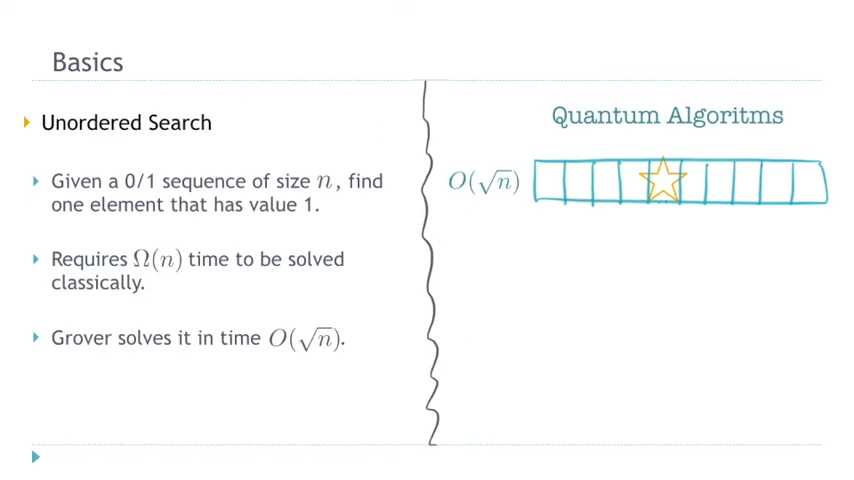 Basics
Unordered Search
Given a 0/1 sequence of size n, find
one element that has value 1.
Requires Ω(n) time to be solved
classically.
Grover solves it in time O(√n).
Quantum Algoritms
O(√n)